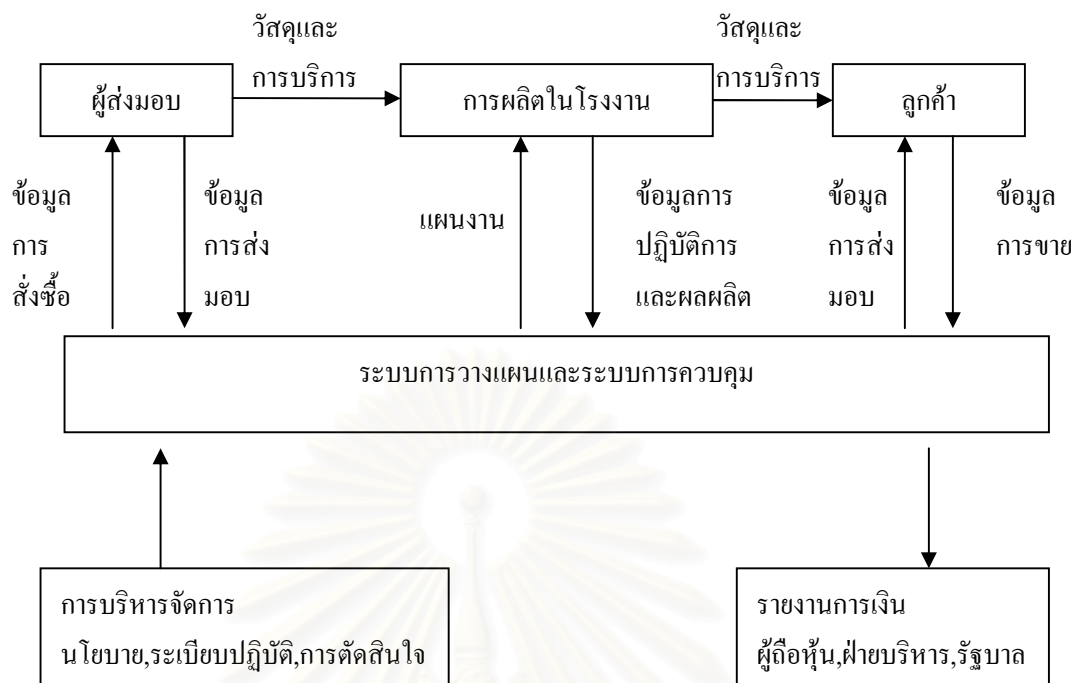 วัสดุและ
การบริการ
วัสดุและ
การบริการ
ผู้ส่งมอบ
การผลิตในโรงงาน
ลูกค้า
ข้อมูล
การ
สั่งซื้อ
ข้อมูล
การส่ง
มอบ
แผนงาน
ข้อมูลการ
ปฏิบัติการ
และผลผลิต
ข้อมูล
การส่ง
มอบ
ข้อมูล
การขาย
ระบบการวางแผนและระบบการควบคุม
การบริหารจัดการ
นโยบาย,ระเบียบปฏิบัติ,การตัดสินใจ
รายงานการเงิน
ผู้ถือหุ้น,ฝ่ายบริหาร,รัฐบาล